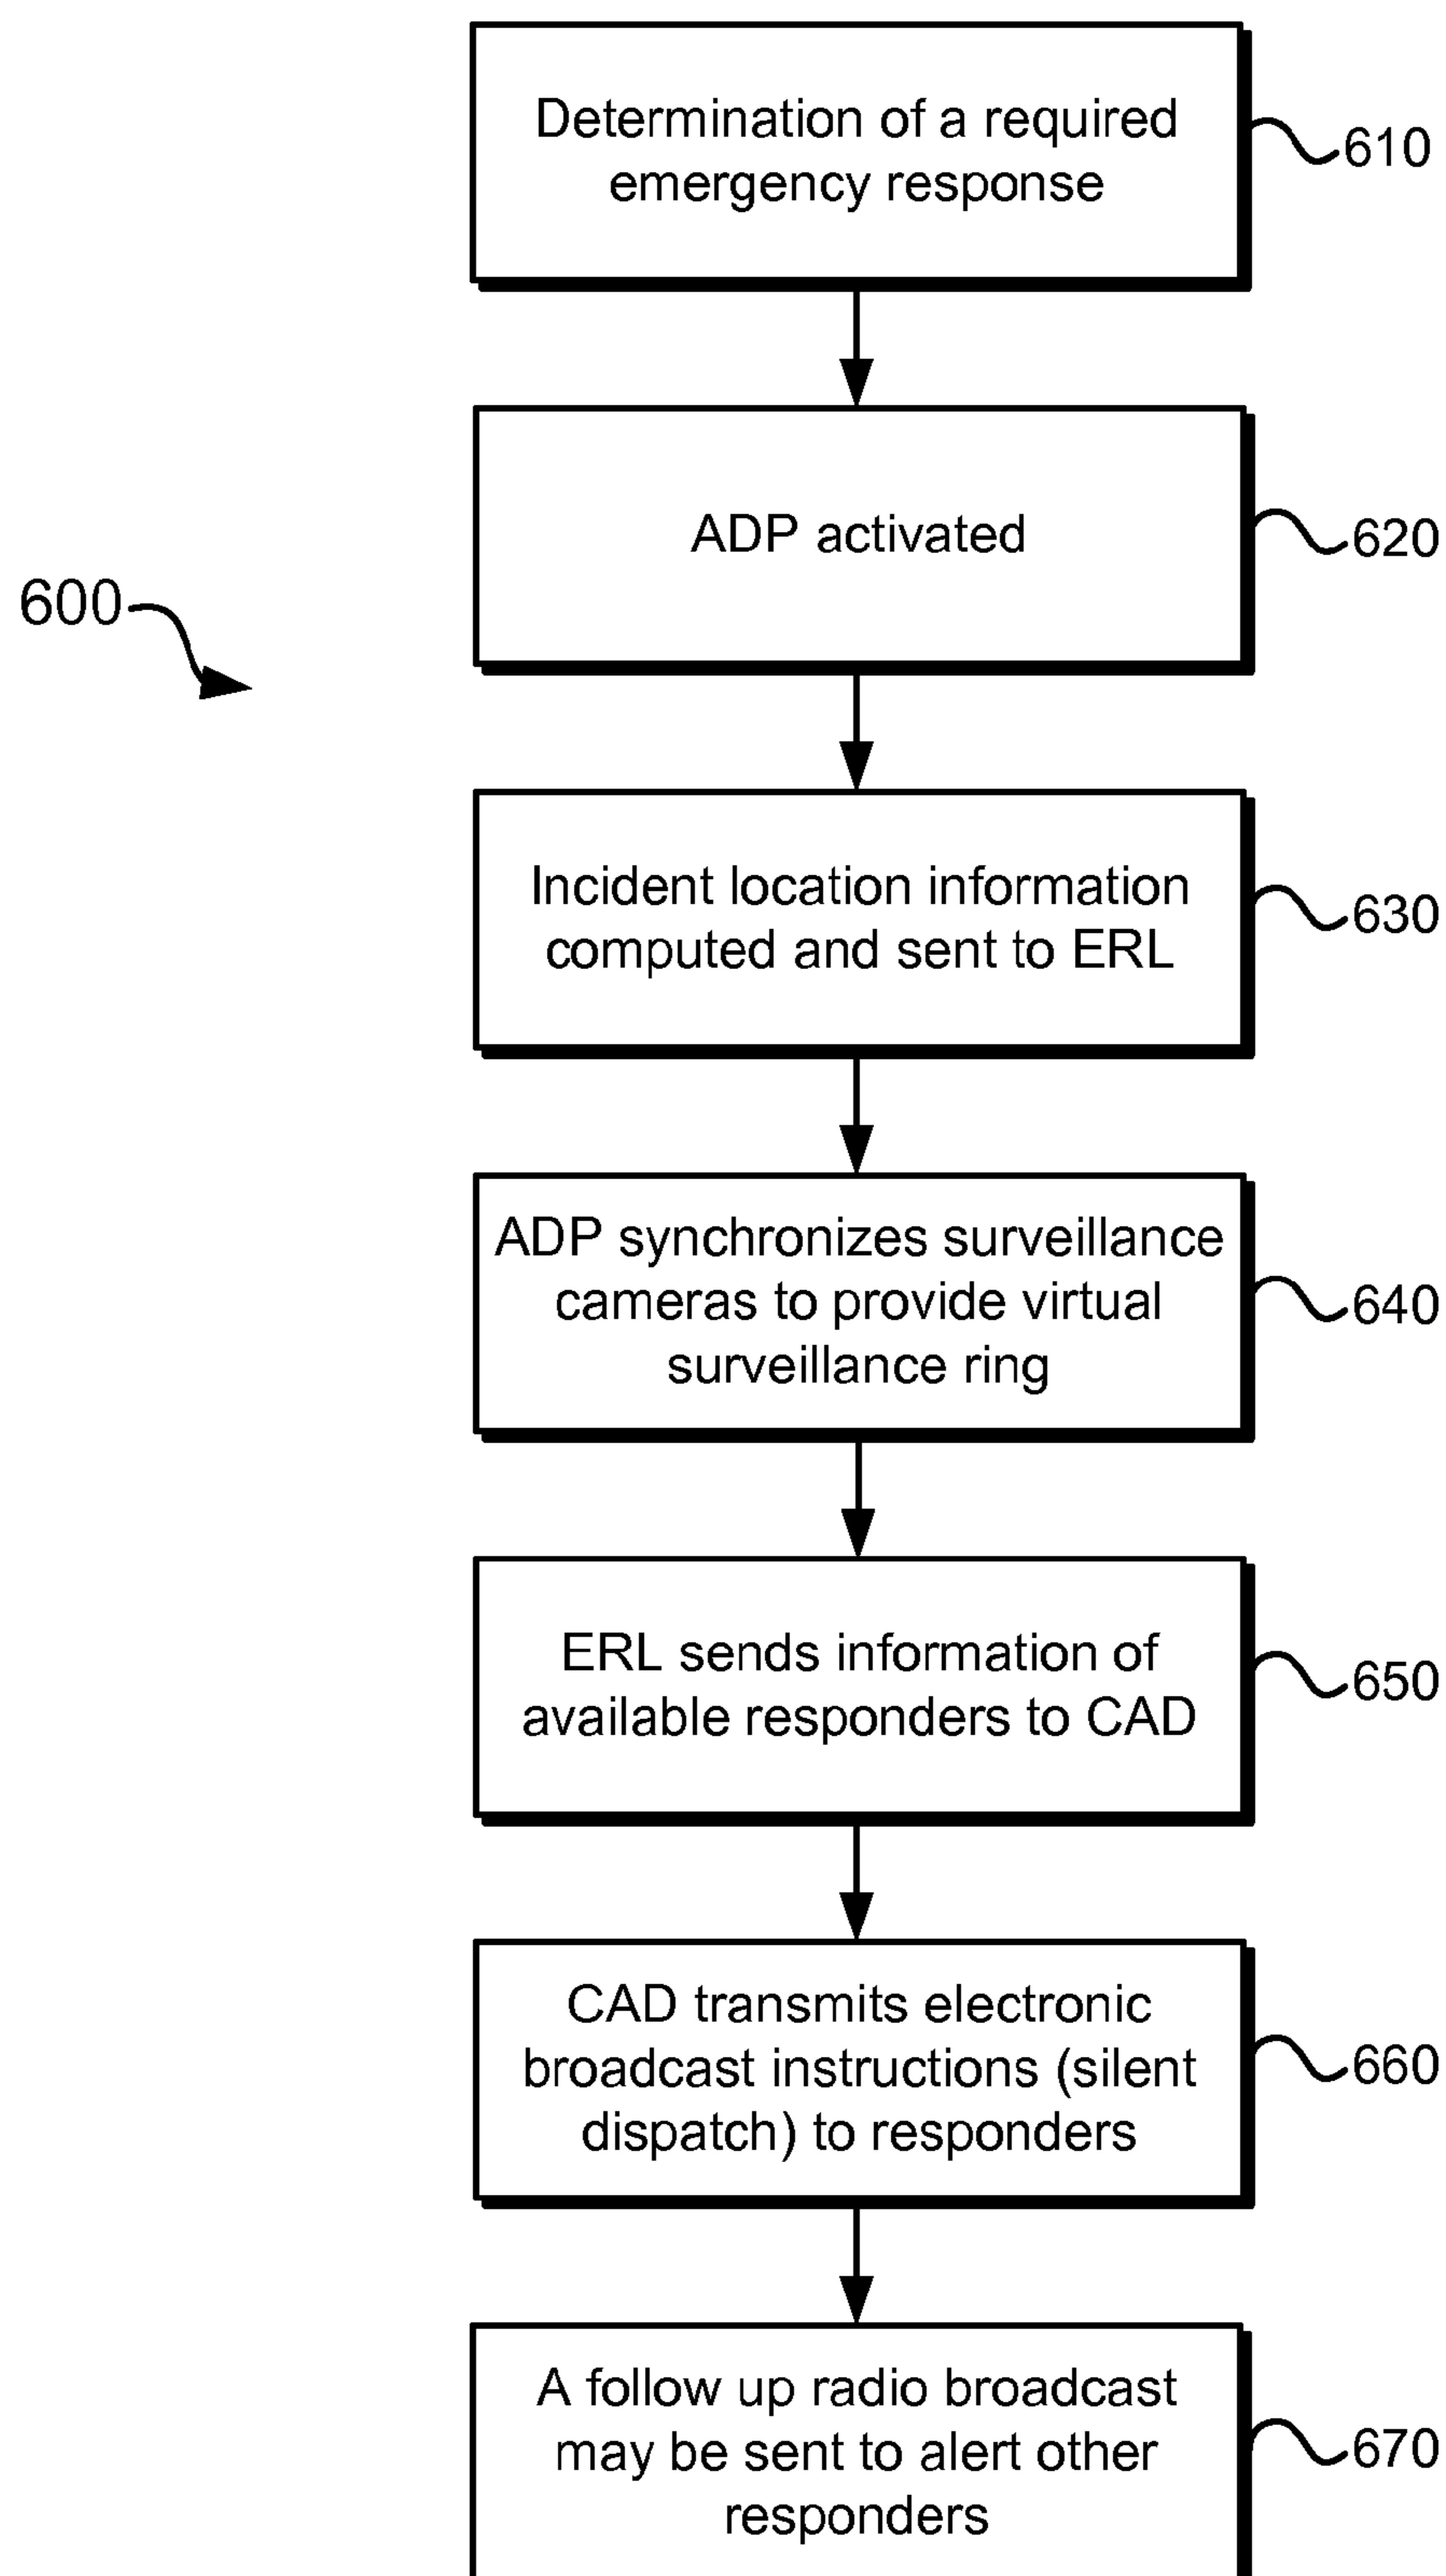 Determination of a required
emergency response
610
ADP activated
620
600
Incident location information
computed and sent to ERL
630
ADP synchronizes surveillance
cameras to provide virtual
surveillance ring
640
ERL sends information of
available responders to CAD
650
CAD transmits electronic
broadcast instructions (silent
dispatch) to responders
660
A follow up radio broadcast
may be sent to alert other
responders
670